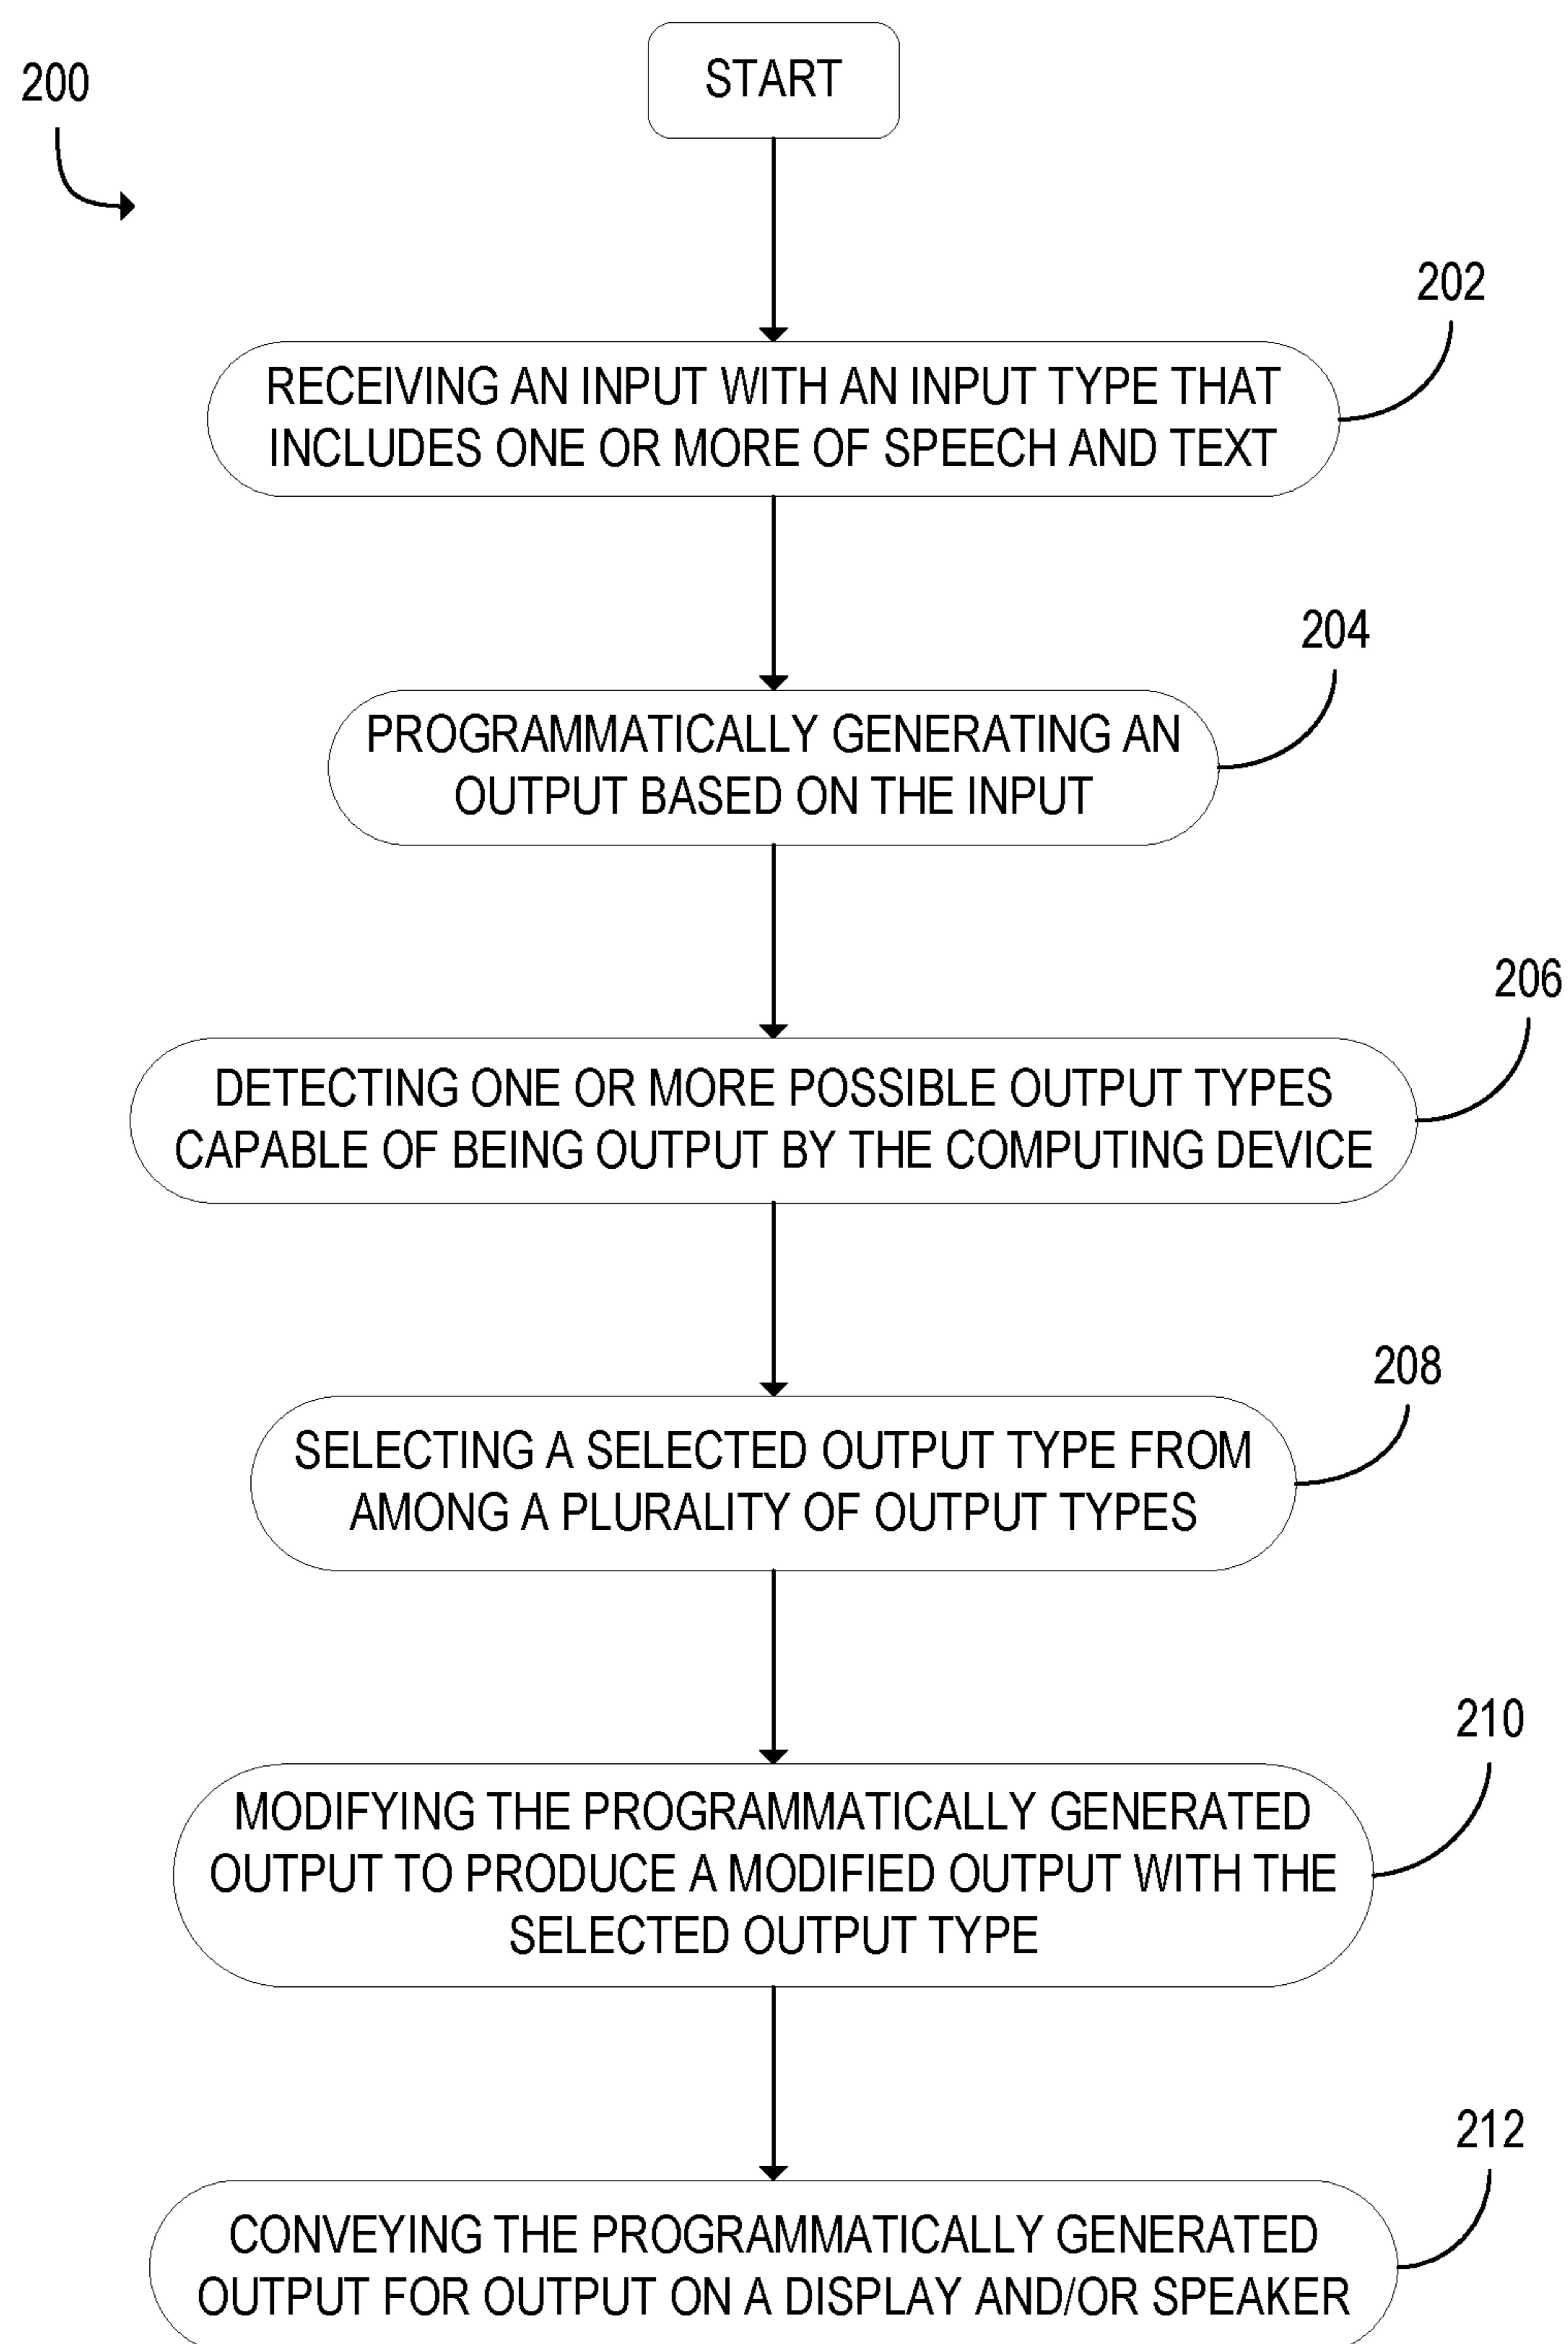 START
200
202
RECEIVING AN INPUT WITH AN INPUT TYPE THAT
INCLUDES ONE OR MORE OF SPEECH AND TEXT
204
PROGRAMMATICALLY GENERATING AN
OUTPUT BASED ON THE INPUT
206
DETECTING ONE OR MORE POSSIBLE OUTPUT TYPES
CAPABLE OF BEING OUTPUT BY THE COMPUTING DEVICE
208
SELECTING A SELECTED OUTPUT TYPE FROM
AMONG A PLURALITY OF OUTPUT TYPES
210
MODIFYING THE PROGRAMMATICALLY GENERATED
OUTPUT TO PRODUCE A MODIFIED OUTPUT WITH THE
SELECTED OUTPUT TYPE
212
CONVEYING THE PROGRAMMATICALLY GENERATED
OUTPUT FOR OUTPUT ON A DISPLAY AND/OR SPEAKER